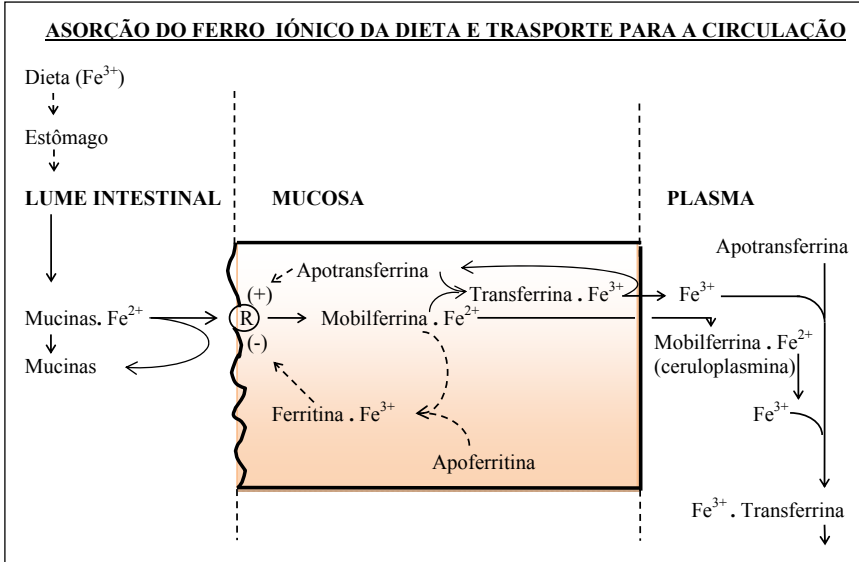 ASORÇÃO DO FERRO IÓNICO DA DIETA E TRASPORTE PARA A CIRCULAÇÃO
Dieta (Fe³⁺)
Estômago
LUME INTESTINAL
MUCOSA
PLASMA
Apotransferrina
Apotransferrina
(+)
Transferrina . Fe³⁺
Fe³⁺
Mucinas. Fe²⁺
R
Mobilferrina . Fe²⁺
(-)
Mobilferrina . Fe²⁺
(ceruloplasmina)
Mucinas
Ferritina . Fe³⁺
Fe³⁺
Apoferritina
Fe³⁺ . Transferrina